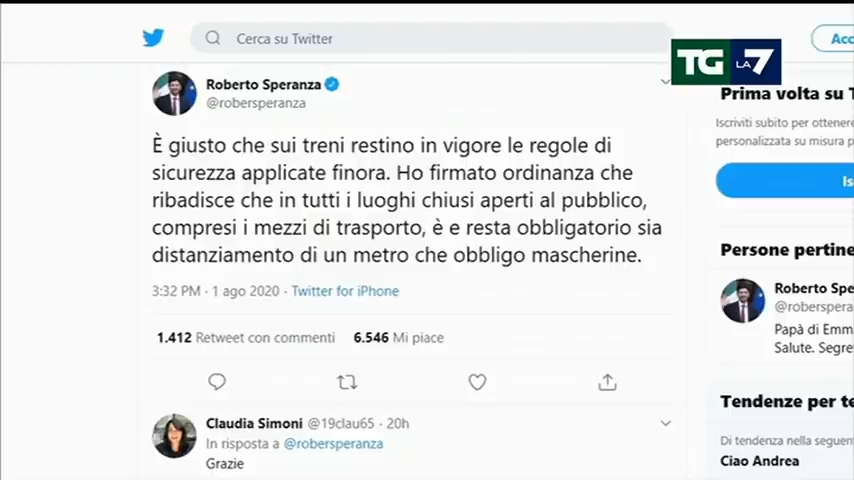 Cerca su Twitter
Acc
TG LA 7
Roberto Speranza
@robersperanza
Prima volta su T
Iscriviti subito per ottenere
personalizzata su misura p
Is
È giusto che sui treni restino in vigore le regole di
sicurezza applicate finora. Ho firmato ordinanza che
ribadisce che in tutti i luoghi chiusi aperti al pubblico,
compresi i mezzi di trasporto, è e resta obbligatorio sia
distanziamento di un metro che obbligo mascherine.
3:32 PM · 1 ago 2020 · Twitter for iPhone
1.412 Retweet con commenti 6.546 Mi piace
Persone pertine
Roberto Spe
@roberspera
Papà di Emm
Salute. Segre
Claudia Simoni @19clau65 · 20h
In risposta a @robersperanza
Grazie
Tendenze per te
Di tendenza nella seguen
Ciao Andrea